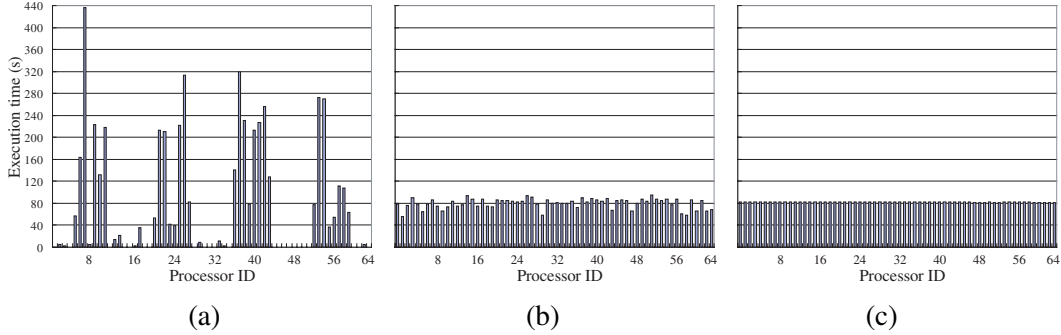 Execution time (s)
440
400
360
320
280
240
200
160
120
80
40
0
8 16 24 32 40 48 56 64
8 16 24 32 40 48 56 64
8 16 24 32 40 48 56 64
Processor ID
Processor ID
Processor ID
(a)
(b)
(c)